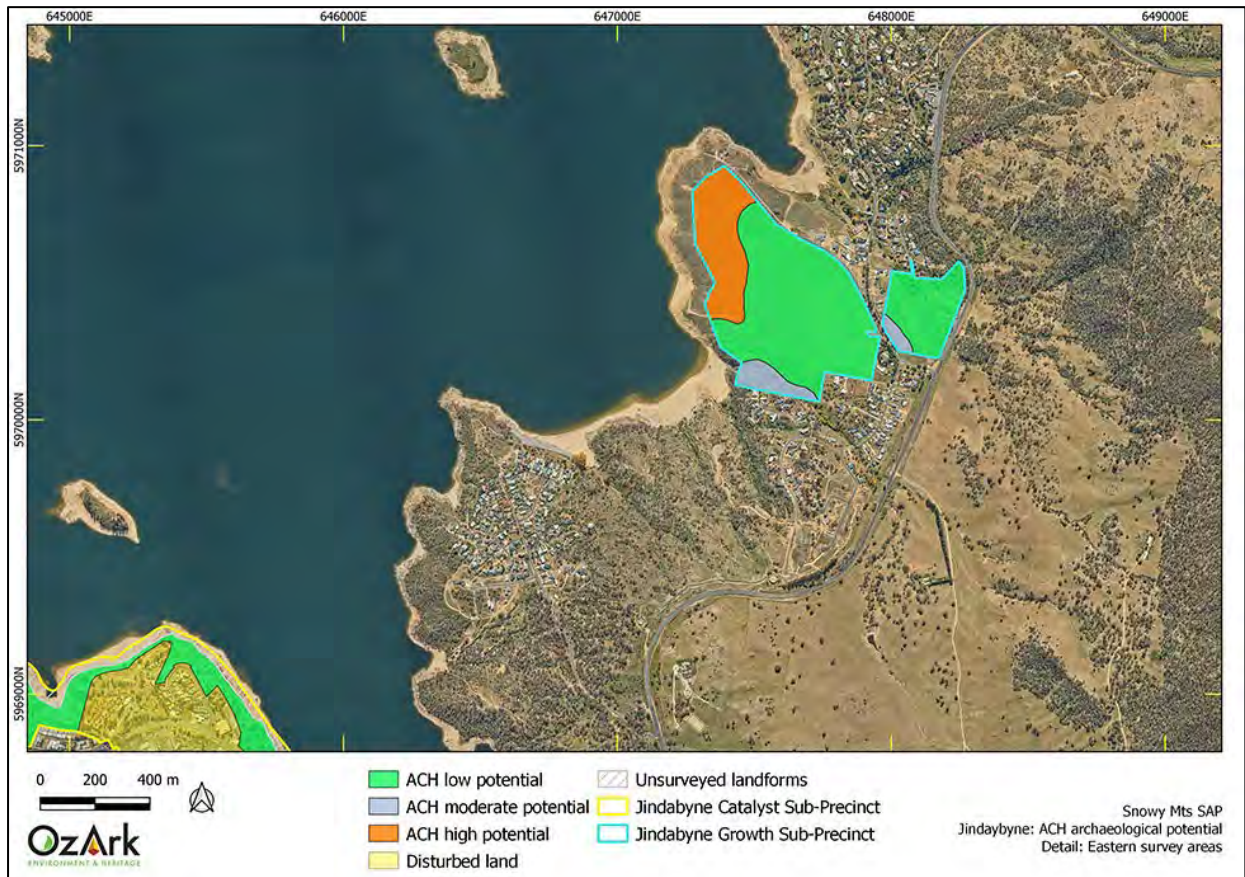 645000E 646000E 647000E 648000E 649000E
5971000N
5970000N
5969000N
0 200 400 m
OzArk
ENVIRONMENT & HERITAGE
ACH low potential
ACH moderate potential
ACH high potential
Disturbed land
Unsurveyed landforms
Jindabyne Catalyst Sub-Precinct
Jindabyne Growth Sub-Precinct
Snowy Mts SAP
Jindaybyne: ACH archaeological potential
Detail: Eastern survey areas